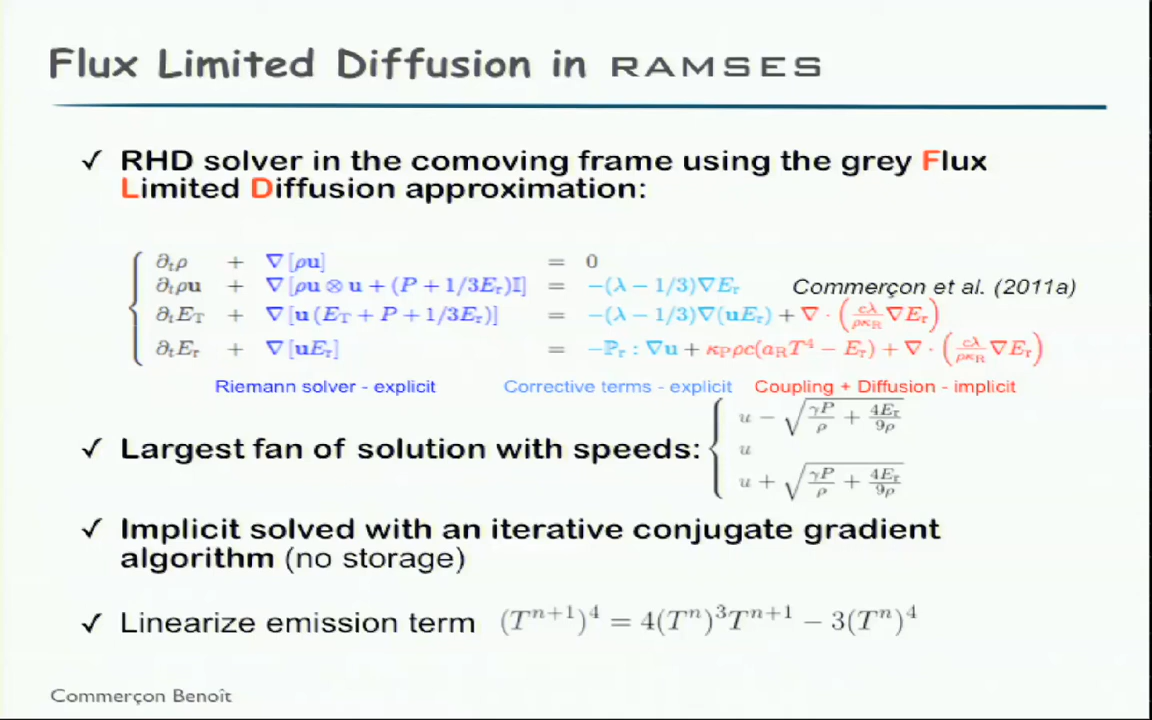 Flux Limited Diffusion in RAMSES
✓ RHD solver in the comoving frame using the grey Flux
Limited Diffusion approximation:
∂tρ + ∇[ρu] = 0
∂tρu + ∇[ρu ⊗ u + (P + 1/3Er)𝕀] = −(λ − 1/3)∇Er
Commerçon et al. (2011a)
∂tET + ∇[u(ET + P + 1/3Er)] = −(λ − 1/3)∇(uEr) + ∇ · (cλ/ρκR ∇Er)
∂tEr + ∇[uEr] = −ℙr : ∇u + κPρc(aRT⁴ − Er) + ∇ · (cλ/ρκR ∇Er)
Riemann solver - explicit Corrective terms - explicit Coupling + Diffusion - implicit
u − √(γP/ρ + 4Er/9ρ)
✓ Largest fan of solution with speeds: u
u + √(γP/ρ + 4Er/9ρ)
✓ Implicit solved with an iterative conjugate gradient
algorithm (no storage)
✓ Linearize emission term (Tⁿ⁺¹)⁴ = 4(Tⁿ)³Tⁿ⁺¹ − 3(Tⁿ)⁴
Commerçon Benoît